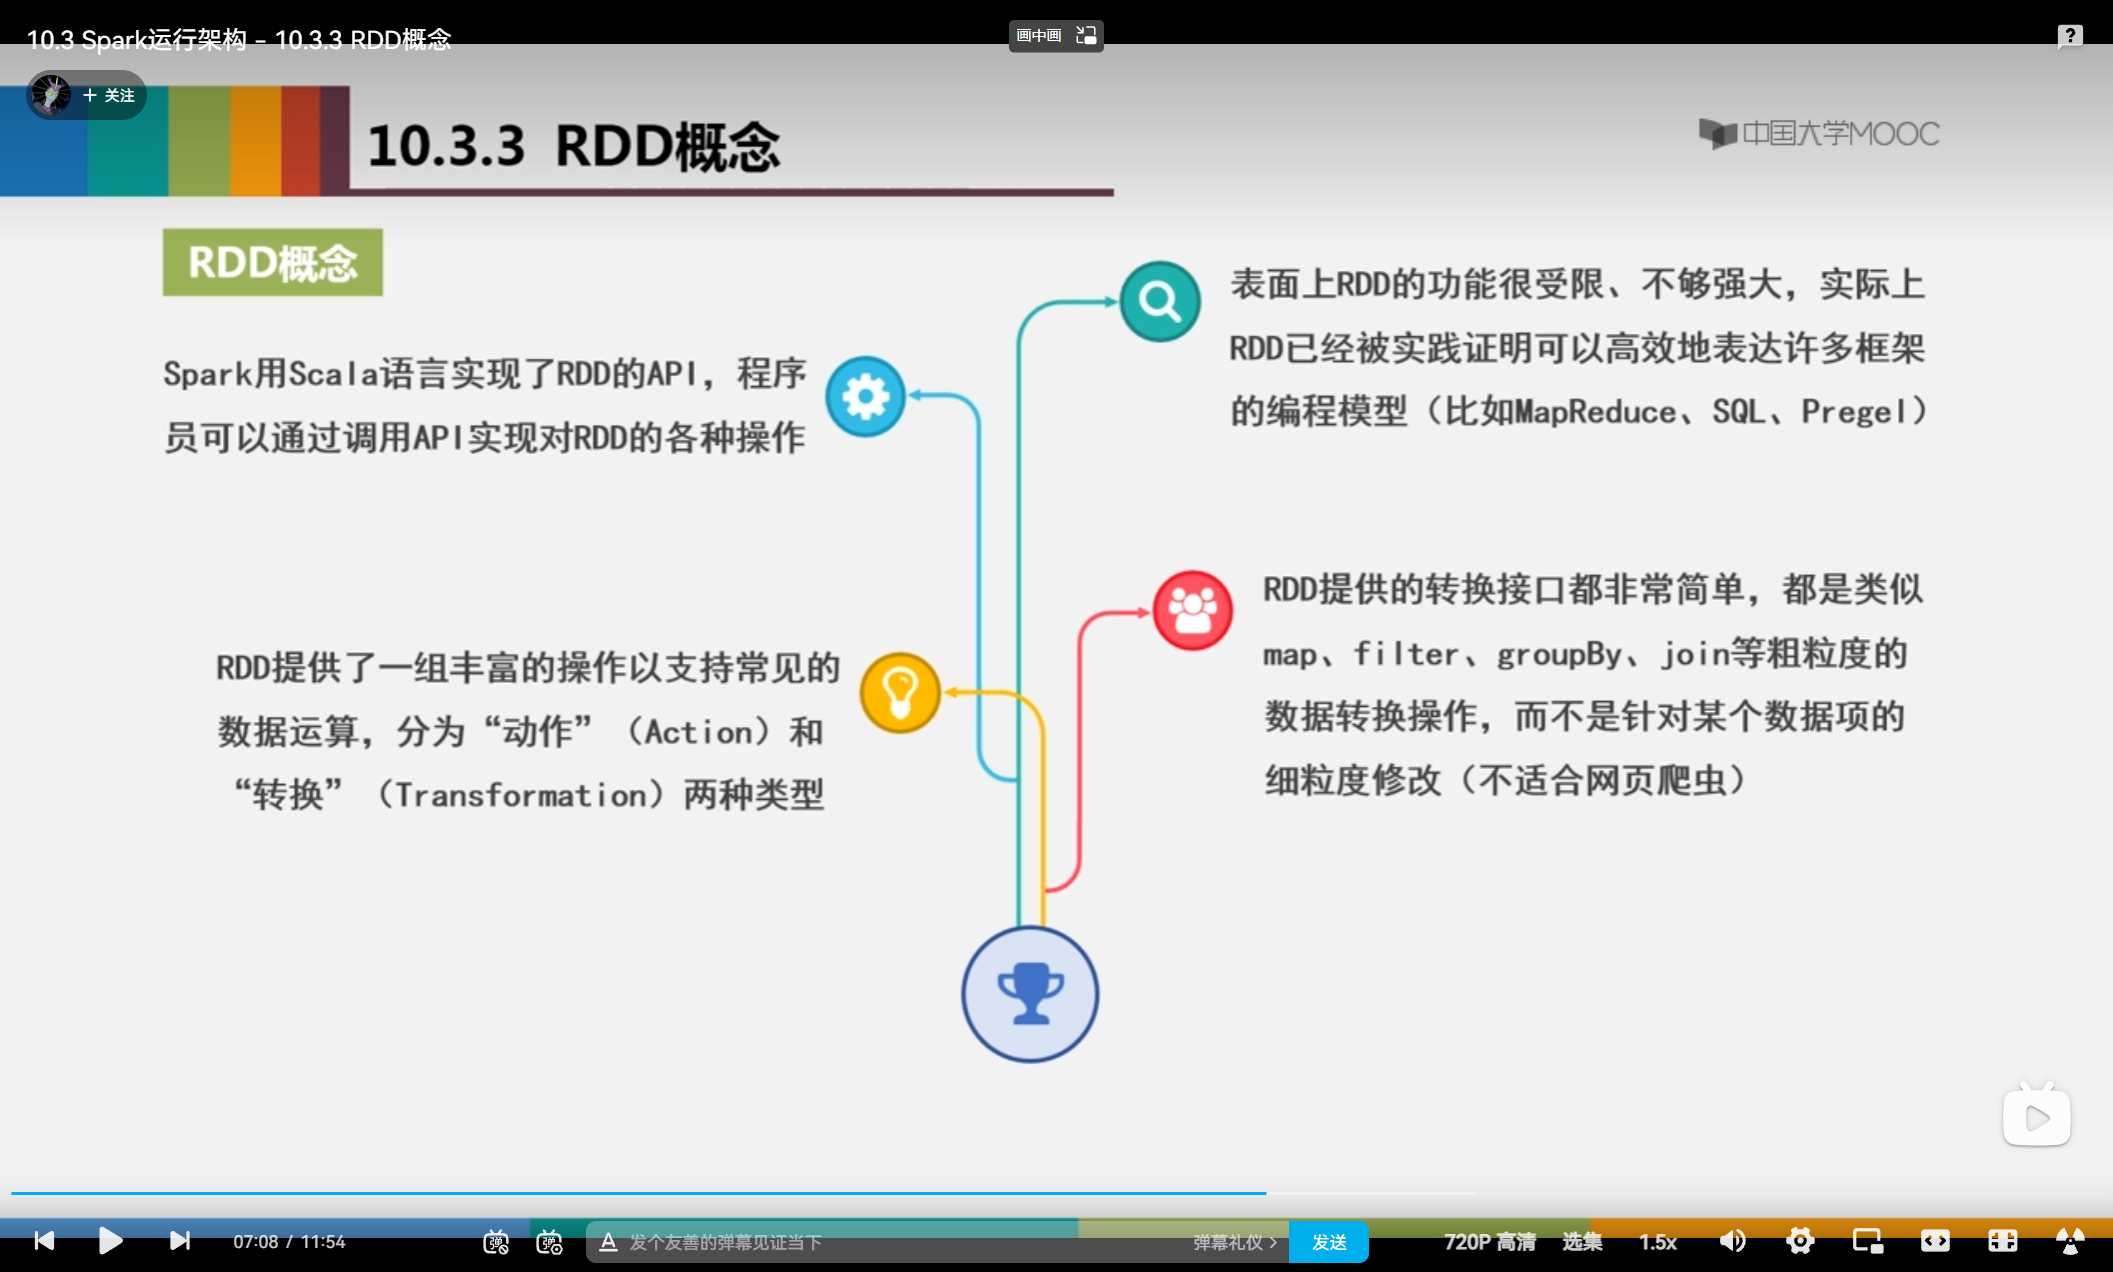 10.3 Spark运行架构 - 10.3.3 RDD概念
画中画
+ 关注
10.3.3 RDD概念
中国大学MOOC
RDD概念
Spark用Scala语言实现了RDD的API，程序
员可以通过调用API实现对RDD的各种操作
表面上RDD的功能很受限、不够强大，实际上
RDD已经被实践证明可以高效地表达许多框架
的编程模型（比如MapReduce、SQL、Pregel）
RDD提供了一组丰富的操作以支持常见的
数据运算，分为“动作”（Action）和
“转换”（Transformation）两种类型
RDD提供的转换接口都非常简单，都是类似
map、filter、groupBy、join等粗粒度的
数据转换操作，而不是针对某个数据项的
细粒度修改（不适合网页爬虫）
07:08 / 11:54
弹
弹
A 发个友善的弹幕见证当下
弹幕礼仪 >
发送
720P 高清
选集
1.5x